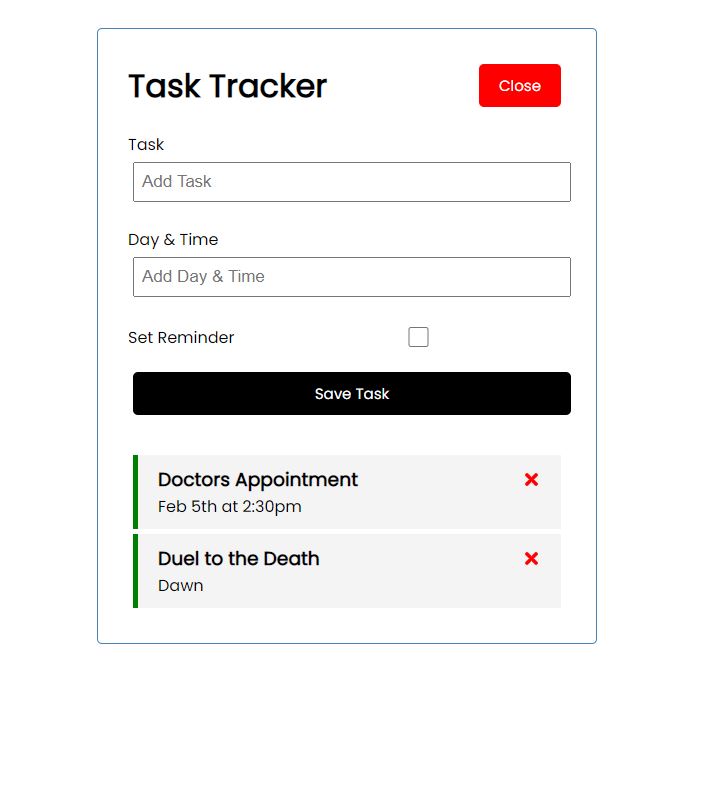 Task Tracker
Close
Task
Add Task
Day & Time
Add Day & Time
Set Reminder
Save Task
Doctors Appointment
Feb 5th at 2:30pm
Duel to the Death
Dawn